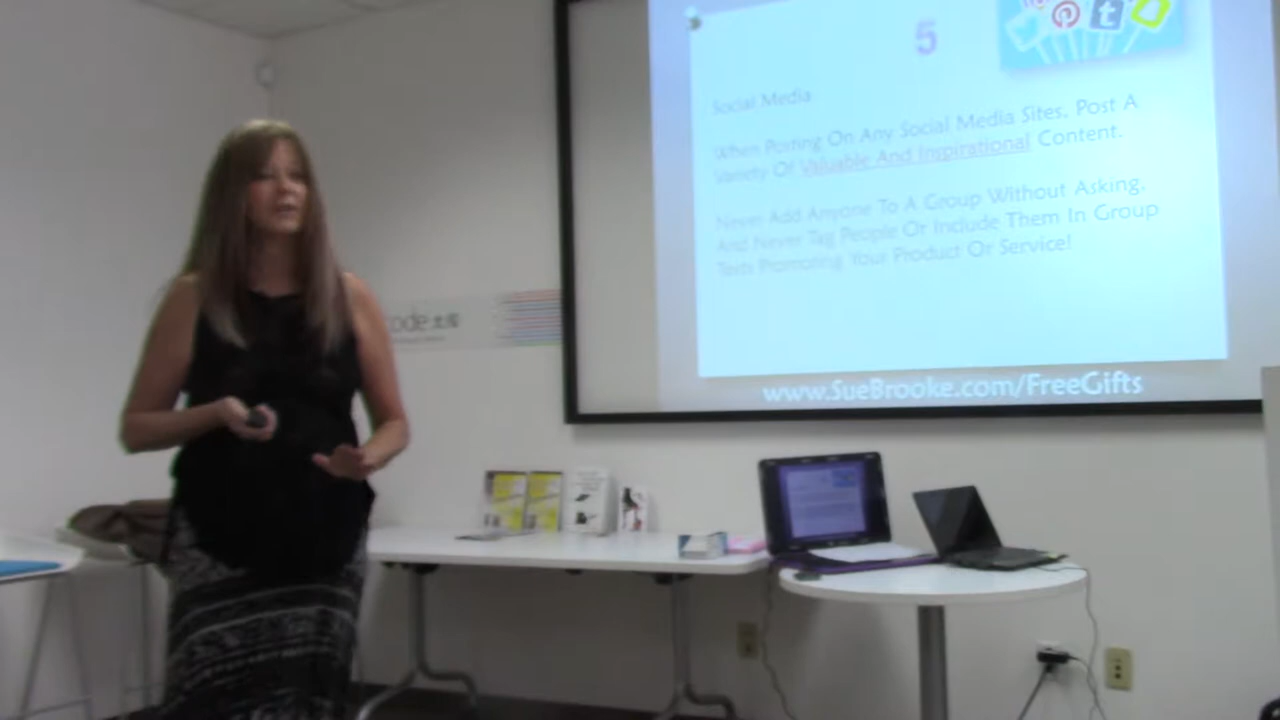 5
Social Media
When Posting On Any Social Media Sites, Post A
Variety Of Valuable And Inspirational Content.
Never Add Anyone To A Group Without Asking,
And Never Tag People Or Include Them In Group
Texts Promoting Your Product Or Service!
www.SueBrooke.com/FreeGifts